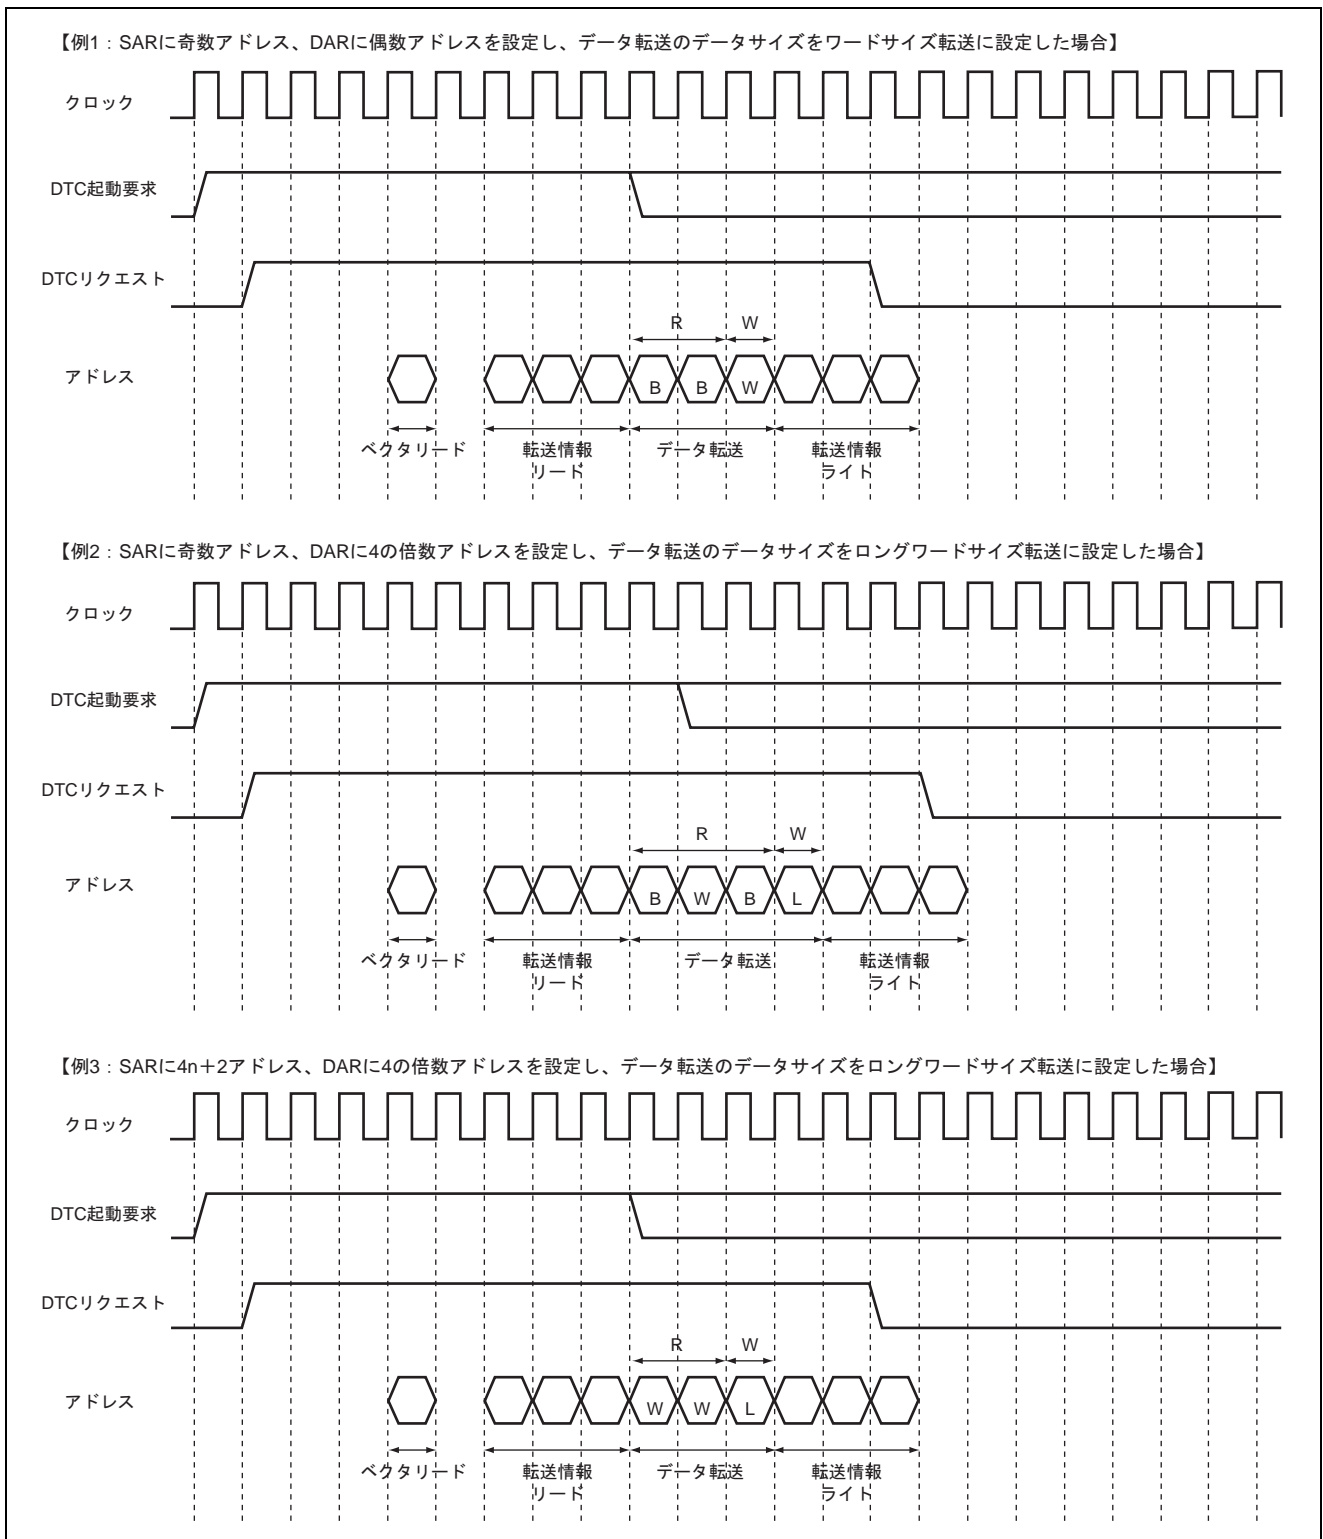 【例1：SARに奇数アドレス、DARに偶数アドレスを設定し、データ転送のデータサイズをワードサイズ転送に設定した場合】
クロック
DTC起動要求
DTCリクエスト
R W
アドレス
B B W
ベクタリード 転送情報 データ転送 転送情報
リード ライト
【例2：SARに奇数アドレス、DARに4の倍数アドレスを設定し、データ転送のデータサイズをロングワードサイズ転送に設定した場合】
クロック
DTC起動要求
DTCリクエスト
R W
アドレス
B W B L
ベクタリード 転送情報 データ転送 転送情報
リード ライト
【例3：SARに4n＋2アドレス、DARに4の倍数アドレスを設定し、データ転送のデータサイズをロングワードサイズ転送に設定した場合】
クロック
DTC起動要求
DTCリクエスト
R W
アドレス
W W L
ベクタリード 転送情報 データ転送 転送情報
リード ライト